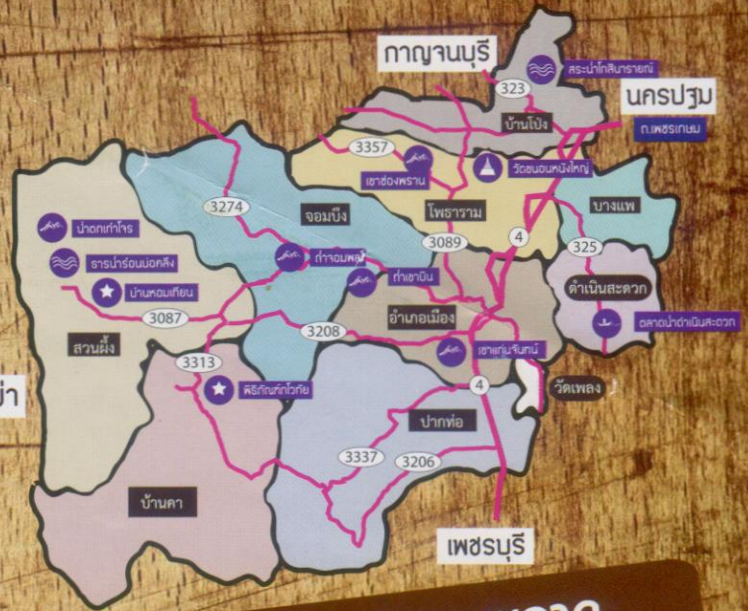 กาญจนบุรี
สระน้ำโกสินารายณ์
323
นครปฐม
บ้านโป่ง
ถ.เพชรเกษม
3357
เขาช่องพราน
วัดขนอนหนังใหญ่
3274
จอมบึง
โพธาราม
บางแพ
น้ำตกเก้าโจน
3089
4
325
ธารน้ำร้อนบ่อคลึง
ถ้ำจอมพล
ถ้ำเขาบิน
ดำเนินสะดวก
บ้านหอมเทียน
3087
3208
อำเภอเมือง
ตลาดน้ำดำเนินสะดวก
สวนผึ้ง
3313
เขาแก่นจันทน์
พิธีภัณฑ์ภโวทัย
4
วัดเพลง
ปากท่อ
3337
3206
บ้านคา
เพชรบุรี